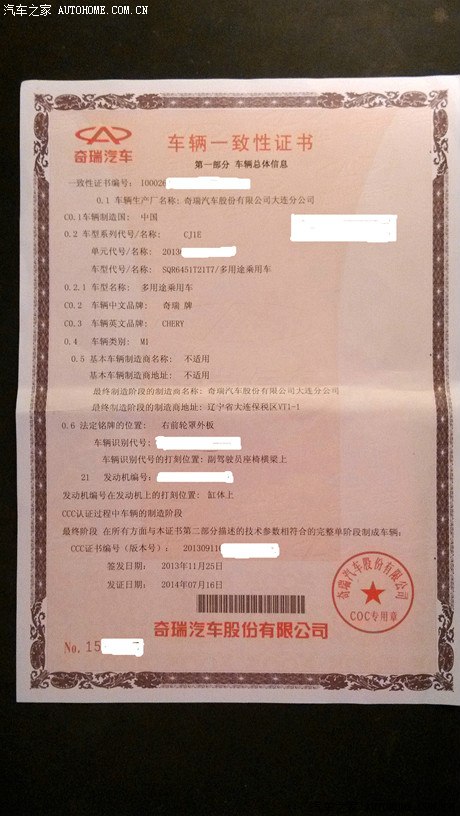 汽车之家 AUTOHOME.COM.CN
奇瑞汽车
车辆一致性证书
第一部分 车辆总体信息
一致性证书编号: 10002
0.1 车辆生产厂名称: 奇瑞汽车股份有限公司大连分公司
C0.1车辆制造国: 中国
0.2 车型系列代号/名称: CJ1E
单元代号/名称: 2013
车型代号/名称: SQR6451T21T7/多用途乘用车
0.2.1 车型名称: 多用途乘用车
C0.2 车辆中文品牌: 奇瑞 牌
C0.3 车辆英文品牌: CHERY
0.4 车辆类别: M1
0.5 基本车辆制造商名称: 不适用
基本车辆制造商地址: 不适用
最终制造阶段的制造商名称: 奇瑞汽车股份有限公司大连分公司
最终制造阶段的制造商地址: 辽宁省大连保税区VT1-1
0.6 法定铭牌的位置: 右前轮罩外板
车辆识别代号:
车辆识别代号的打刻位置: 副驾驶员座椅横梁上
21 发动机编号:
发动机编号在发动机上的打刻位置: 缸体上
CCC认证过程中车辆的制造阶段
最终阶段 在所有方面与本证书第二部分描述的技术参数相符合的完整单阶段制成车辆:
CCC证书编号（版本号）: 20130911
签发日期: 2013年11月25日
发证日期: 2014年07月16日
奇瑞汽车股份有限公司
COC专用章
奇瑞汽车股份有限公司
No. 15